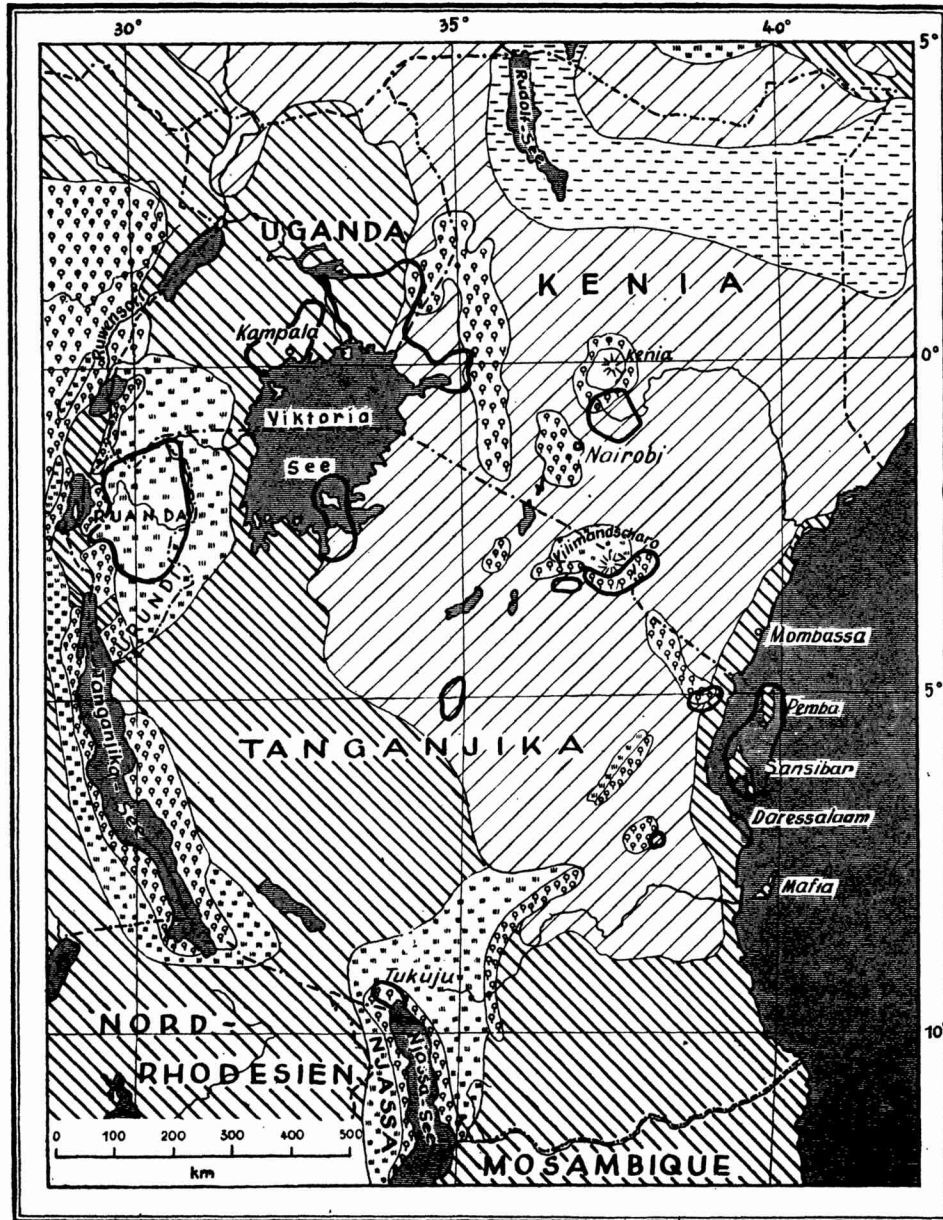 30°
35°
40°
5°
Rudolf-See
UGANDA
KENIA
Ruwensori
Kampala
0°
Kenia
Viktoria
See
Nairobi
RUANDA
Kilimandscharo
Mombassa
5°
Pemba
TANGANJIKA
Tanganjika-See
Sansibar
Daressalaam
Mafia
Tukuju
10°
NORD-
RHODESIEN
NJASSA
Njassa-See
0 100 200 300 400 500
km
MOSAMBIQUE